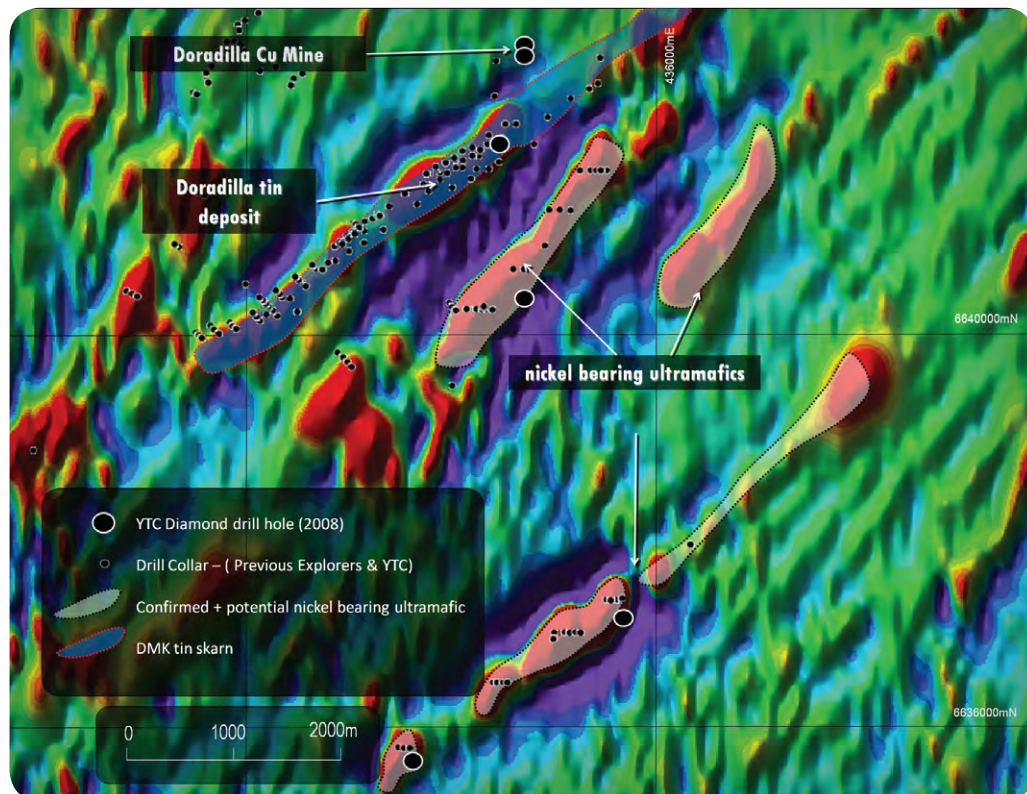 Doradilla Cu Mine
436000mE
Doradilla tin
deposit
6640000mN
nickel bearing ultramafics
YTC Diamond drill hole (2008)
Drill Collar – ( Previous Explorers & YTC)
Confirmed + potential nickel bearing ultramafic
DMK tin skarn
6636000mN
0 1000 2000m